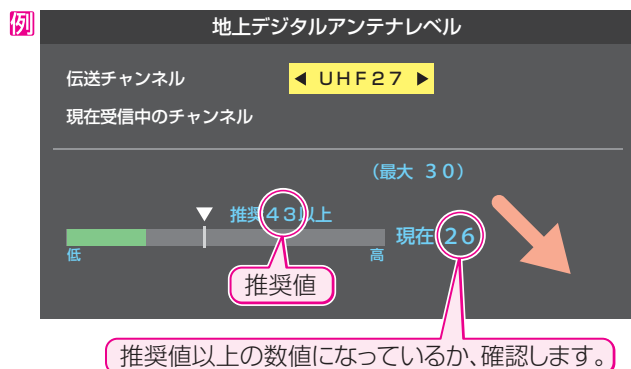 例
地上デジタルアンテナレベル
伝送チャンネル ◀ UHF27 ▶
現在受信中のチャンネル
(最大 30)
推奨43以上
現在 26
低 高
推奨値
推奨値以上の数値になっているか、確認します。